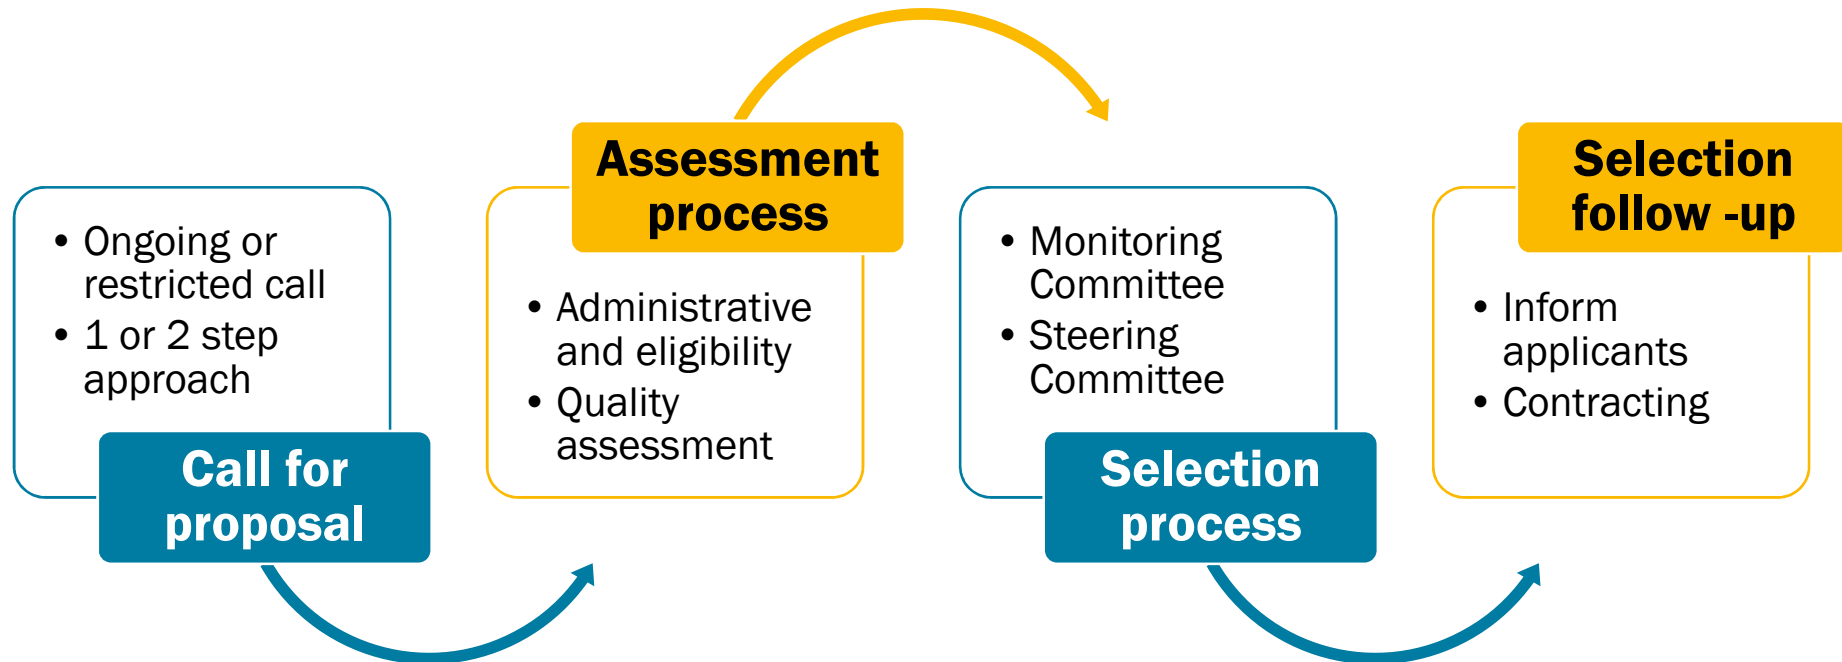 • Ongoing or
restricted call
• 1 or 2 step
approach
Call for
proposal
Assessment
process
• Administrative
and eligibility
• Quality
assessment
• Monitoring
Committee
• Steering
Committee
Selection
process
Selection
follow -up
• Inform
applicants
• Contracting